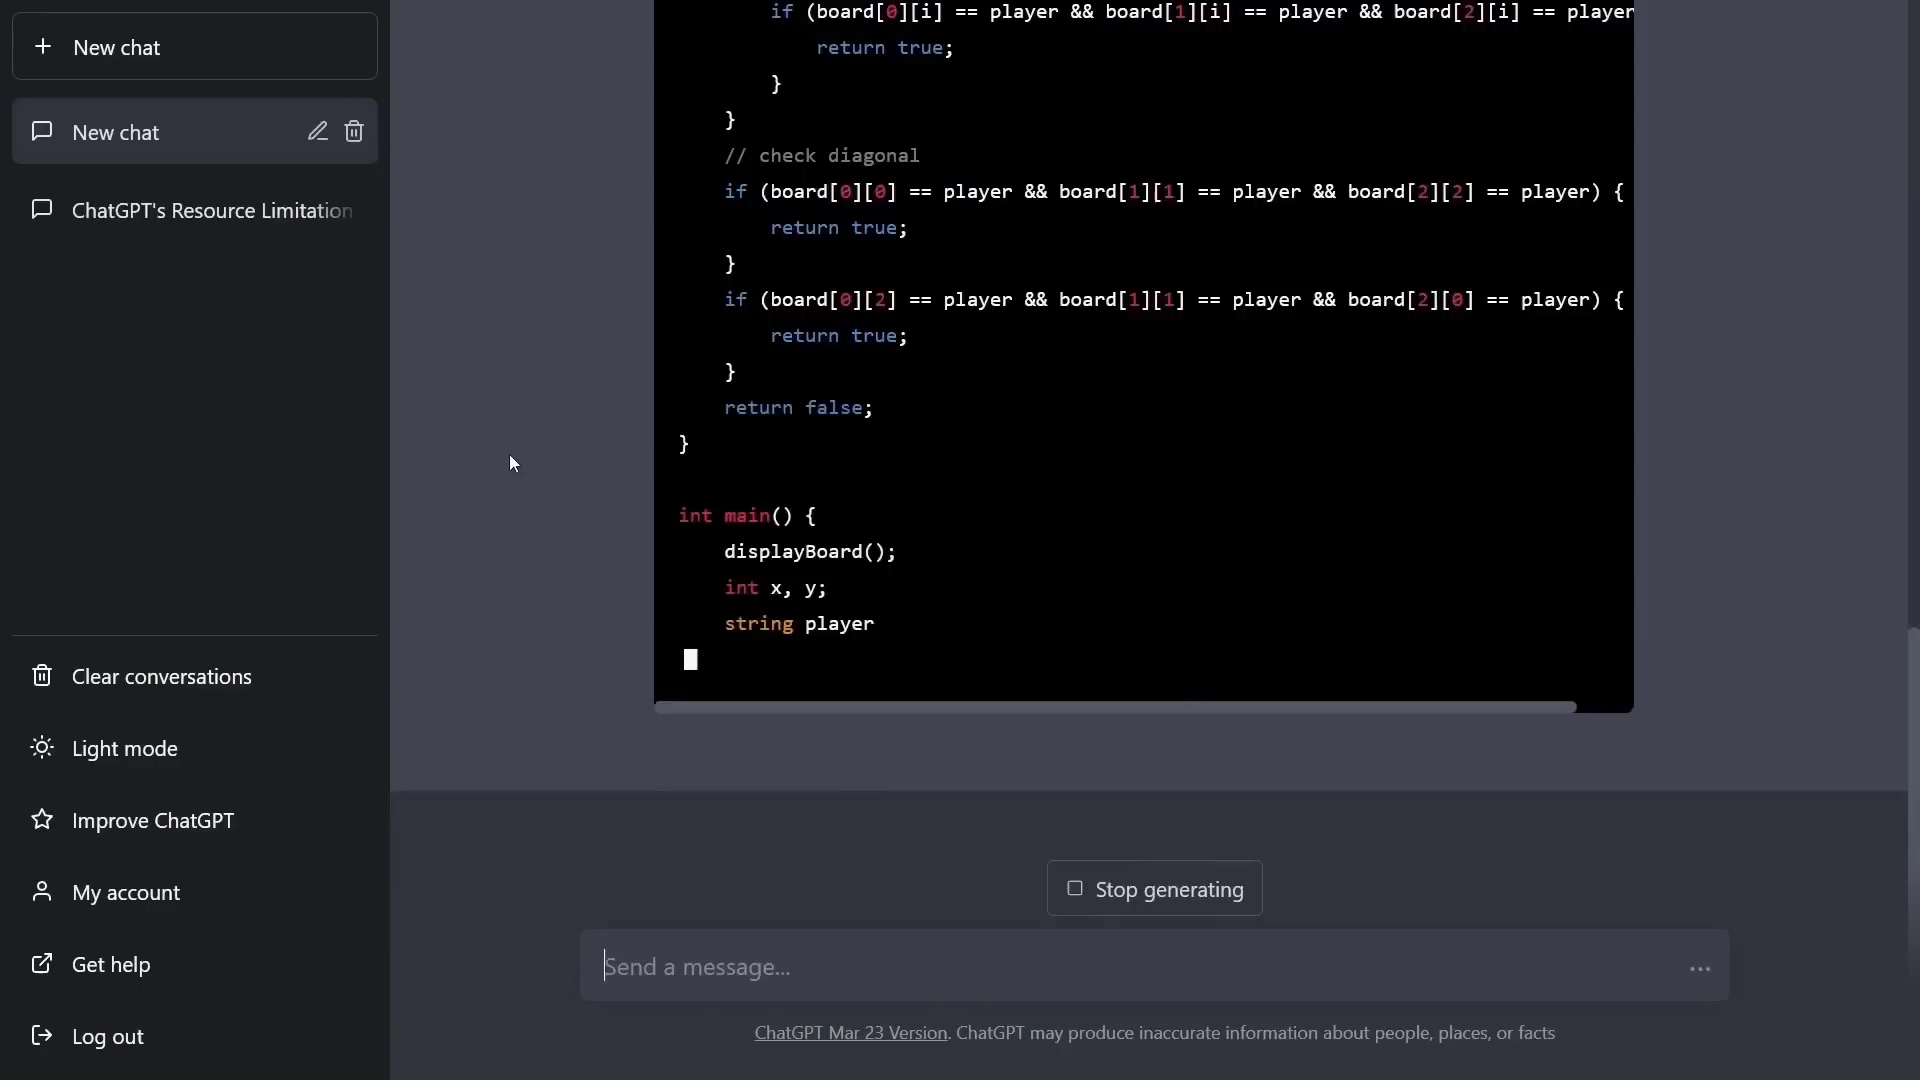 New chat
New chat
ChatGPT's Resource Limitation
Clear conversations
Light mode
Improve ChatGPT
My account
Get help
Log out
if (board[0][i] == player && board[1][i] == player && board[2][i] == player
return true;
}
}
// check diagonal
if (board[0][0] == player && board[1][1] == player && board[2][2] == player) {
return true;
}
if (board[0][2] == player && board[1][1] == player && board[2][0] == player) {
return true;
}
return false;
}
int main() {
displayBoard();
int x, y;
string player
Stop generating
Send a message...
ChatGPT Mar 23 Version. ChatGPT may produce inaccurate information about people, places, or facts